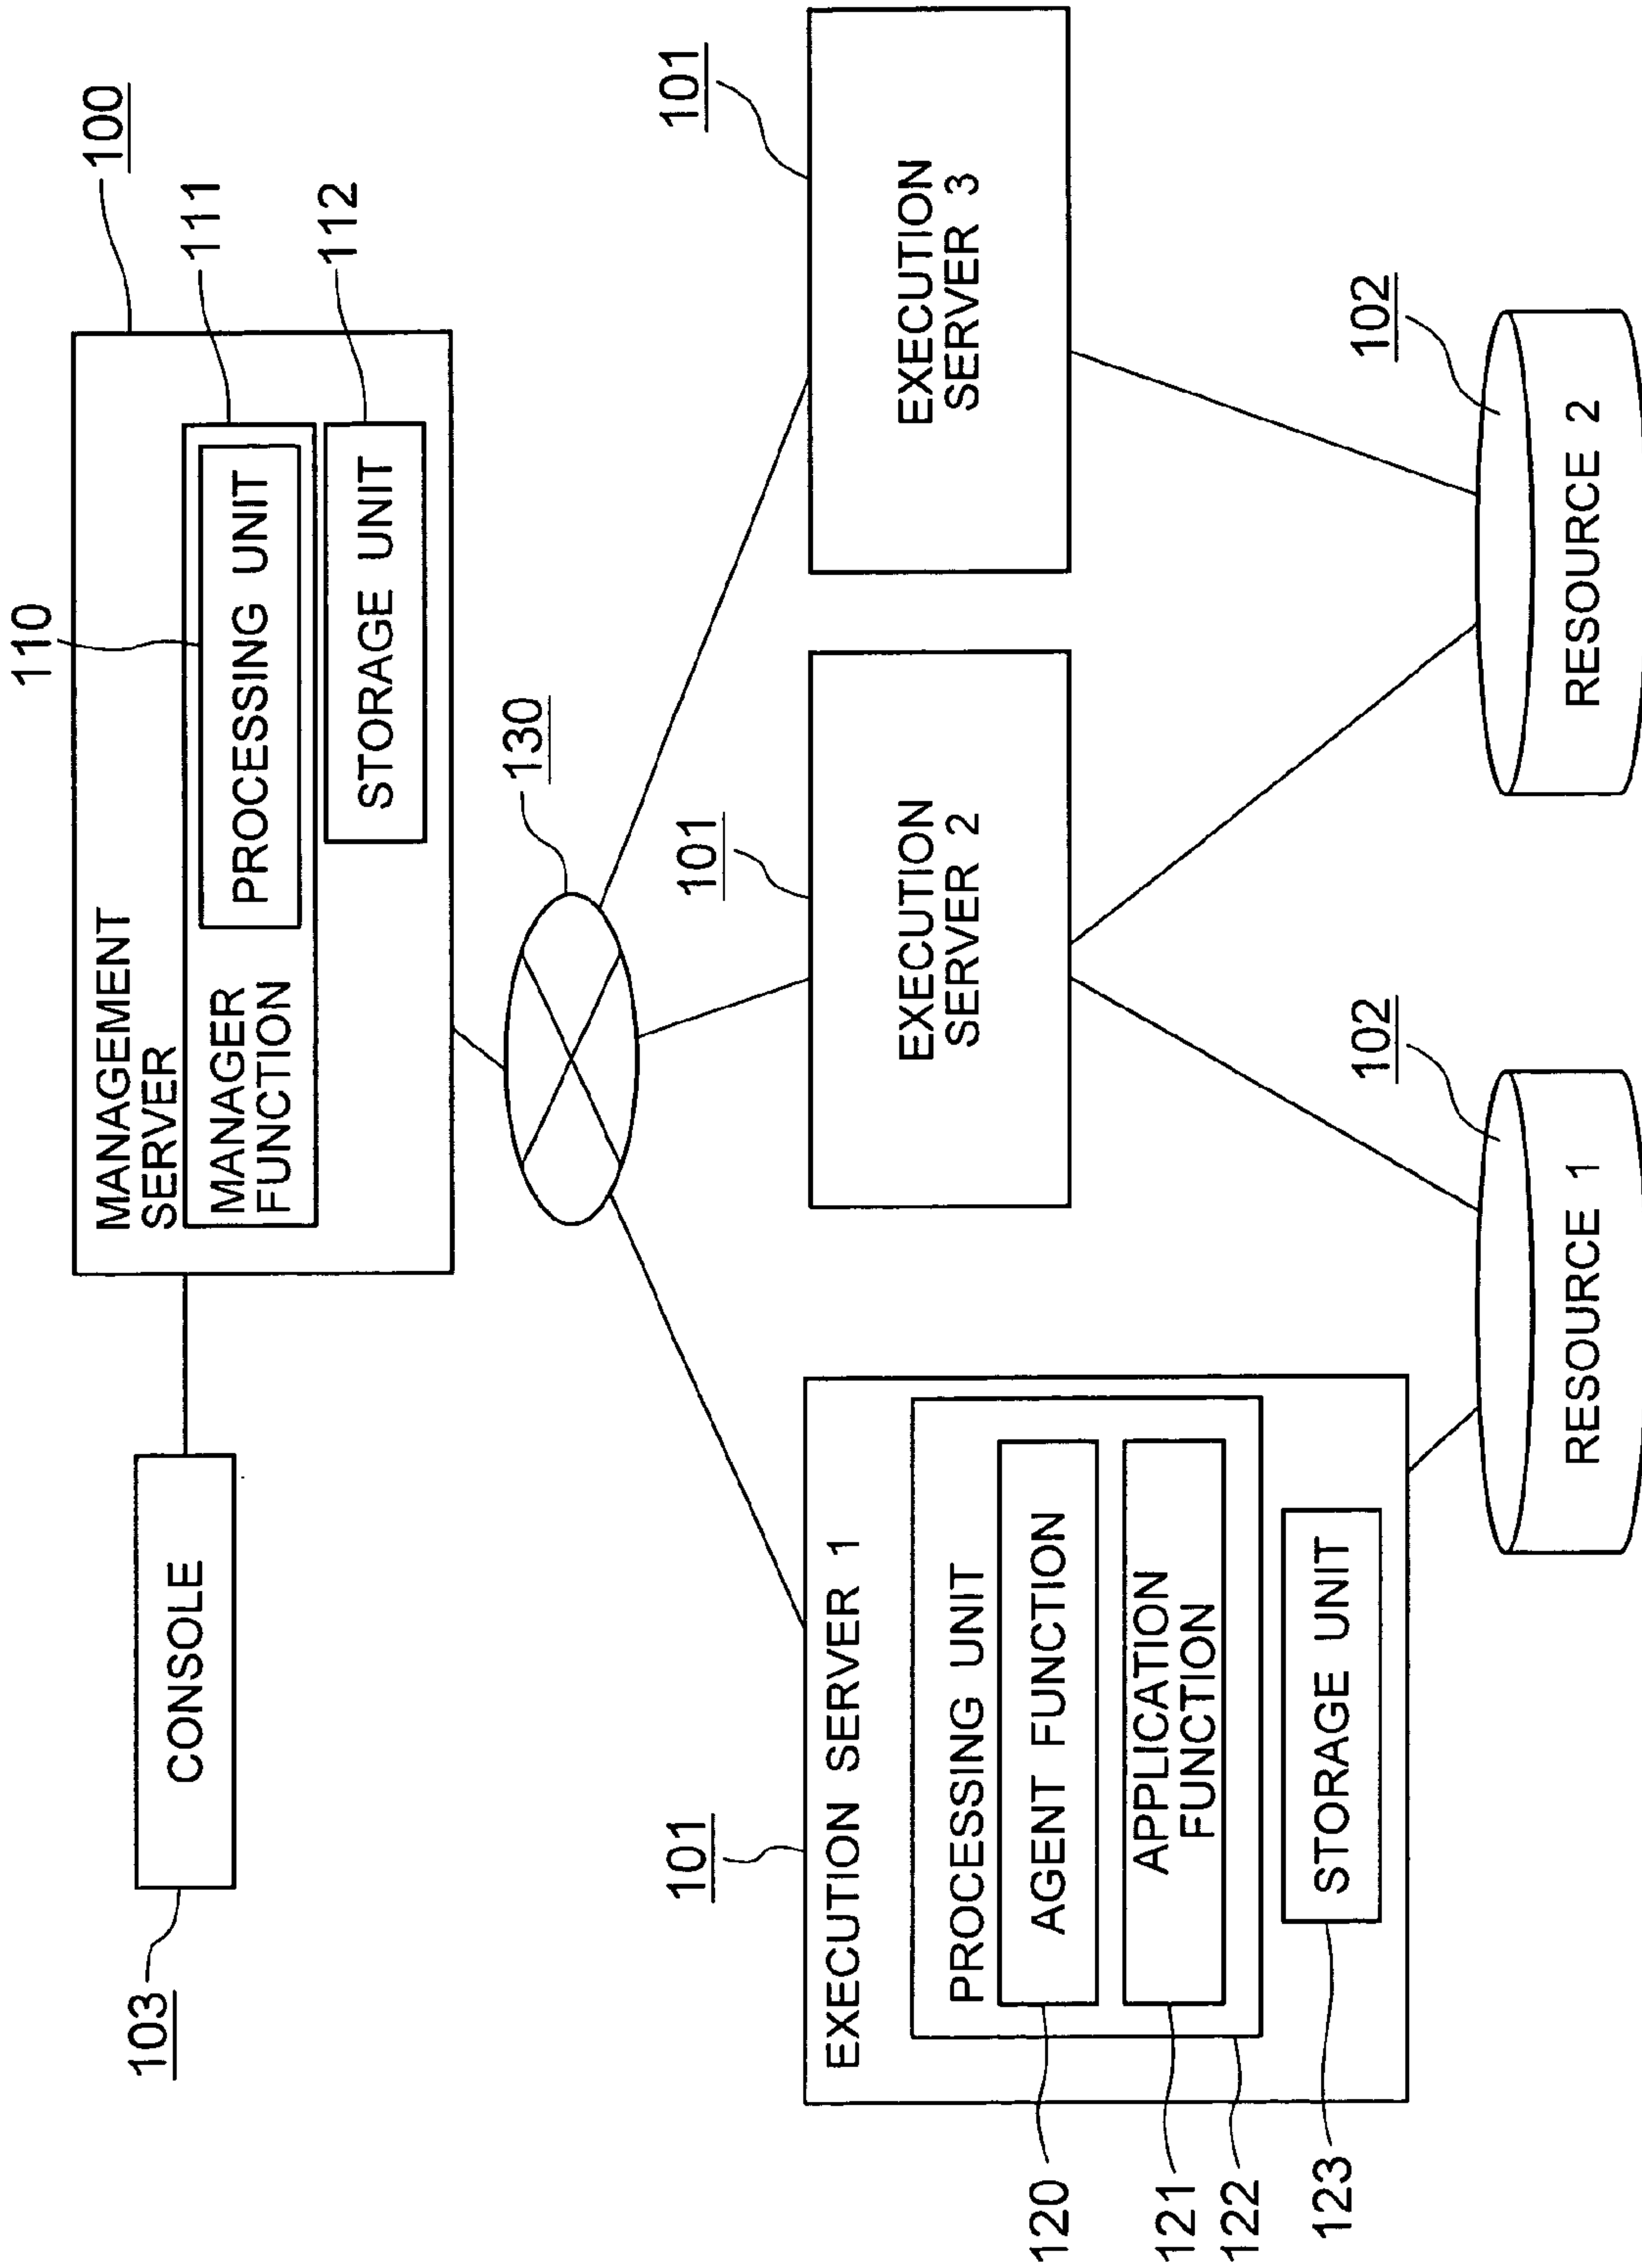 110
100
MANAGEMENT
SERVER
111
MANAGER
FUNCTION
PROCESSING UNIT
112
STORAGE UNIT
103
CONSOLE
130
101
EXECUTION SERVER 1
PROCESSING UNIT
120
AGENT FUNCTION
121
APPLICATION
FUNCTION
122
123
STORAGE UNIT
101
EXECUTION
SERVER 2
101
EXECUTION
SERVER 3
102
RESOURCE 1
102
RESOURCE 2